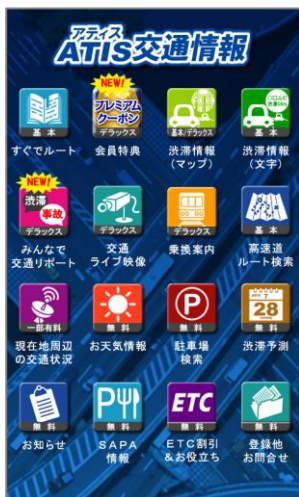 アティス
ATIS交通情報
基本
すぐでルート
NEW!
プレミアム
クーポン
デラックス
会員特典
基本/デラックス
渋滞情報
(マップ)
基本
渋滞情報
(文字)
NEW!
渋滞
事故
デラックス
みんなで
交通リポート
デラックス
交通
ライブ映像
デラックス
乗換案内
基本
高速道
ルート検索
一部有料
現在地周辺
の交通状況
無料
お天気情報
P
無料
駐車場
検索
28
無料
渋滞予測
無料
お知らせ
P
無料
SAPA
情報
ETC
無料
ETC割引
&お役立ち
無料
登録他
お問合せ